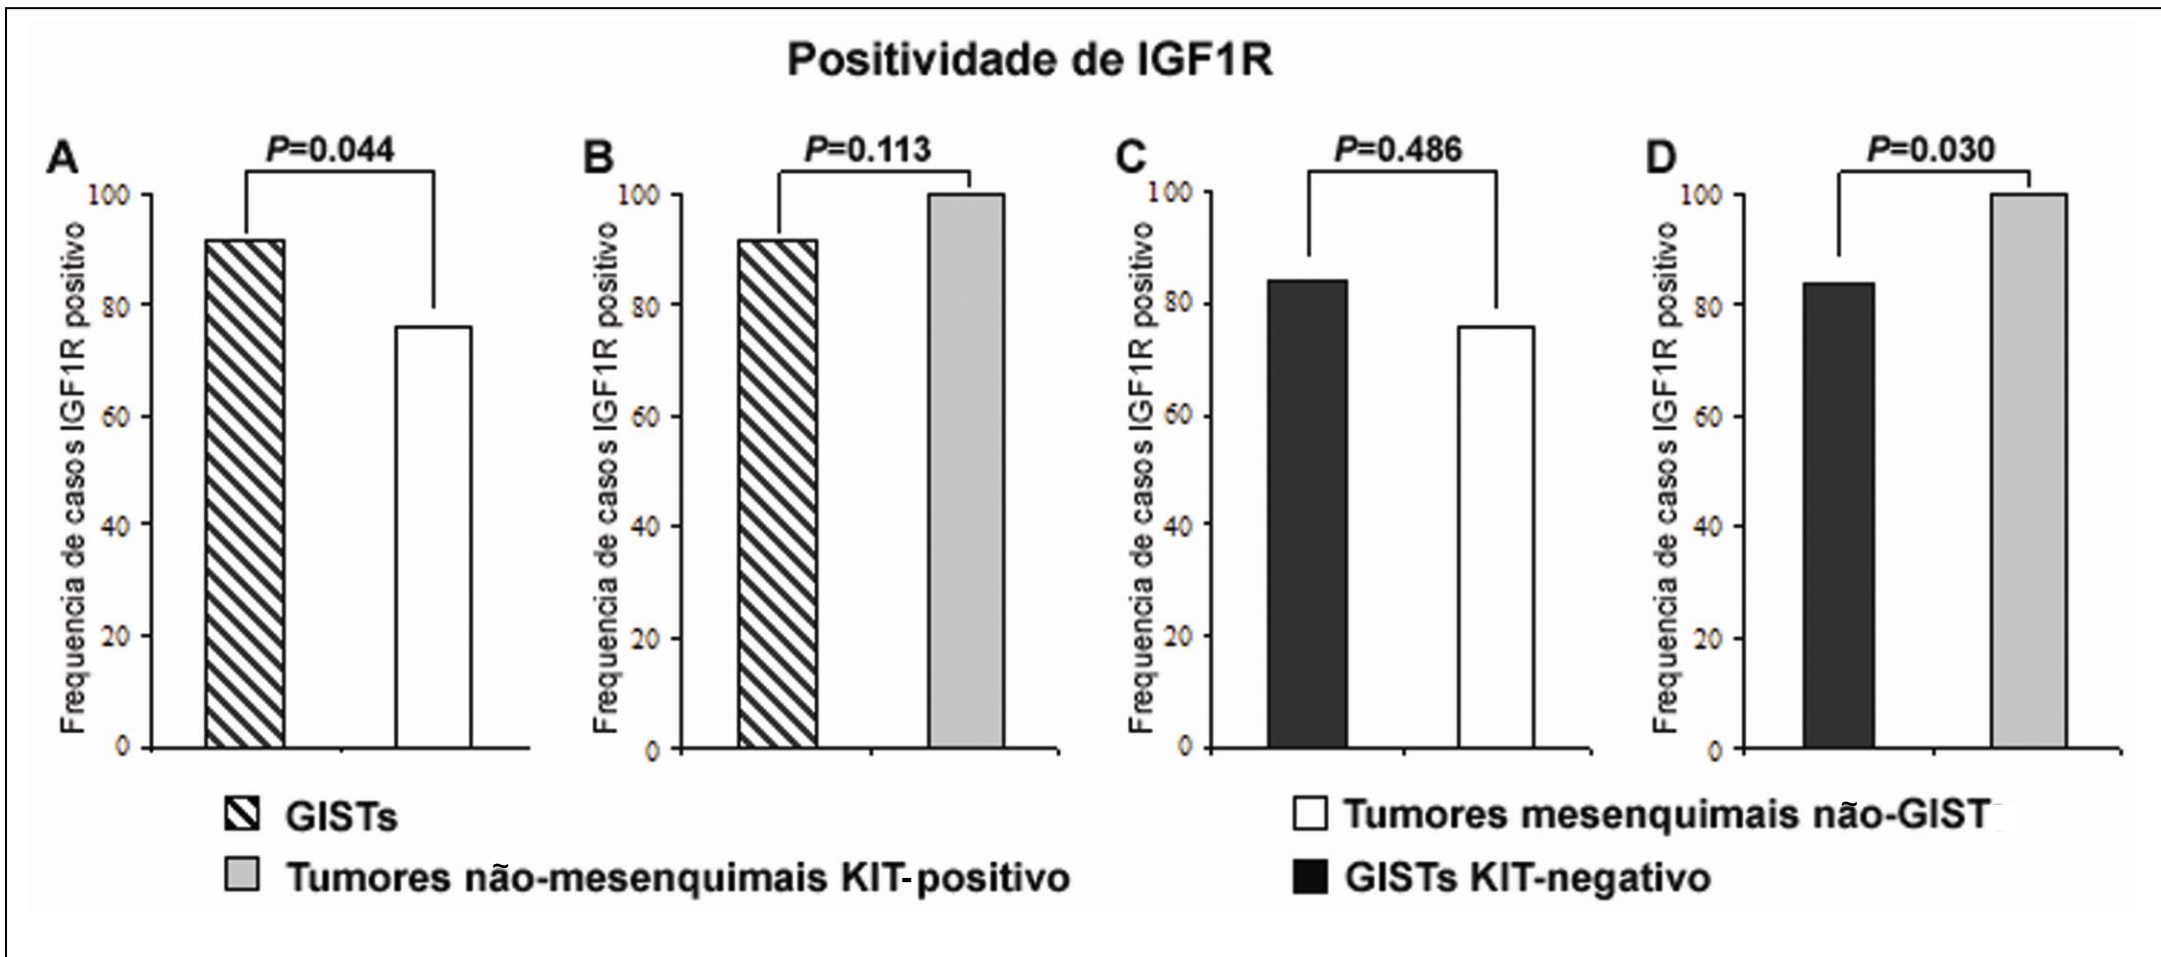 Positividade de IGF1R
A
P=0.044
Frequencia de casos IGF1R positivo
100
80
60
40
20
0
B
P=0.113
Frequencia de casos IGF1R positivo
100
80
60
40
20
0
C
P=0.486
Frequencia de casos IGF1R positivo
100
80
60
40
20
0
D
P=0.030
Frequencia de casos IGF1R positivo
100
80
60
40
20
0
GISTs
Tumores não-mesenquimais KIT-positivo
Tumores mesenquimais não-GIST
GISTs KIT-negativo